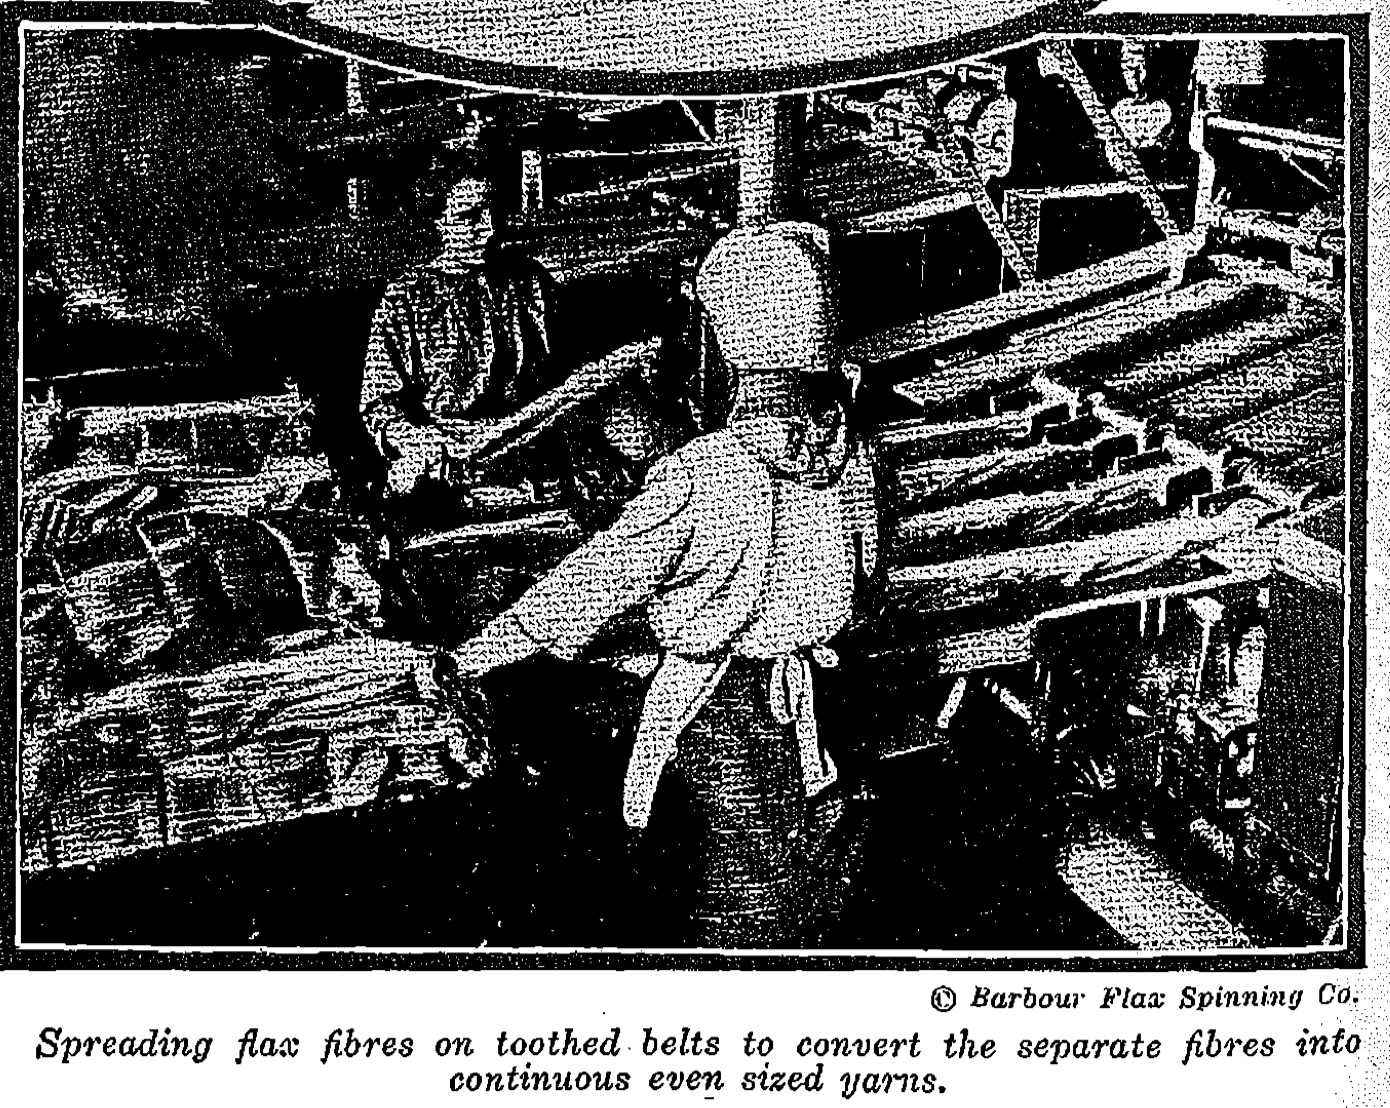 © Barbour Flax Spinning Co.
Spreading flax fibres on toothed belts to convert the separate fibres into
continuous even sized yarns.